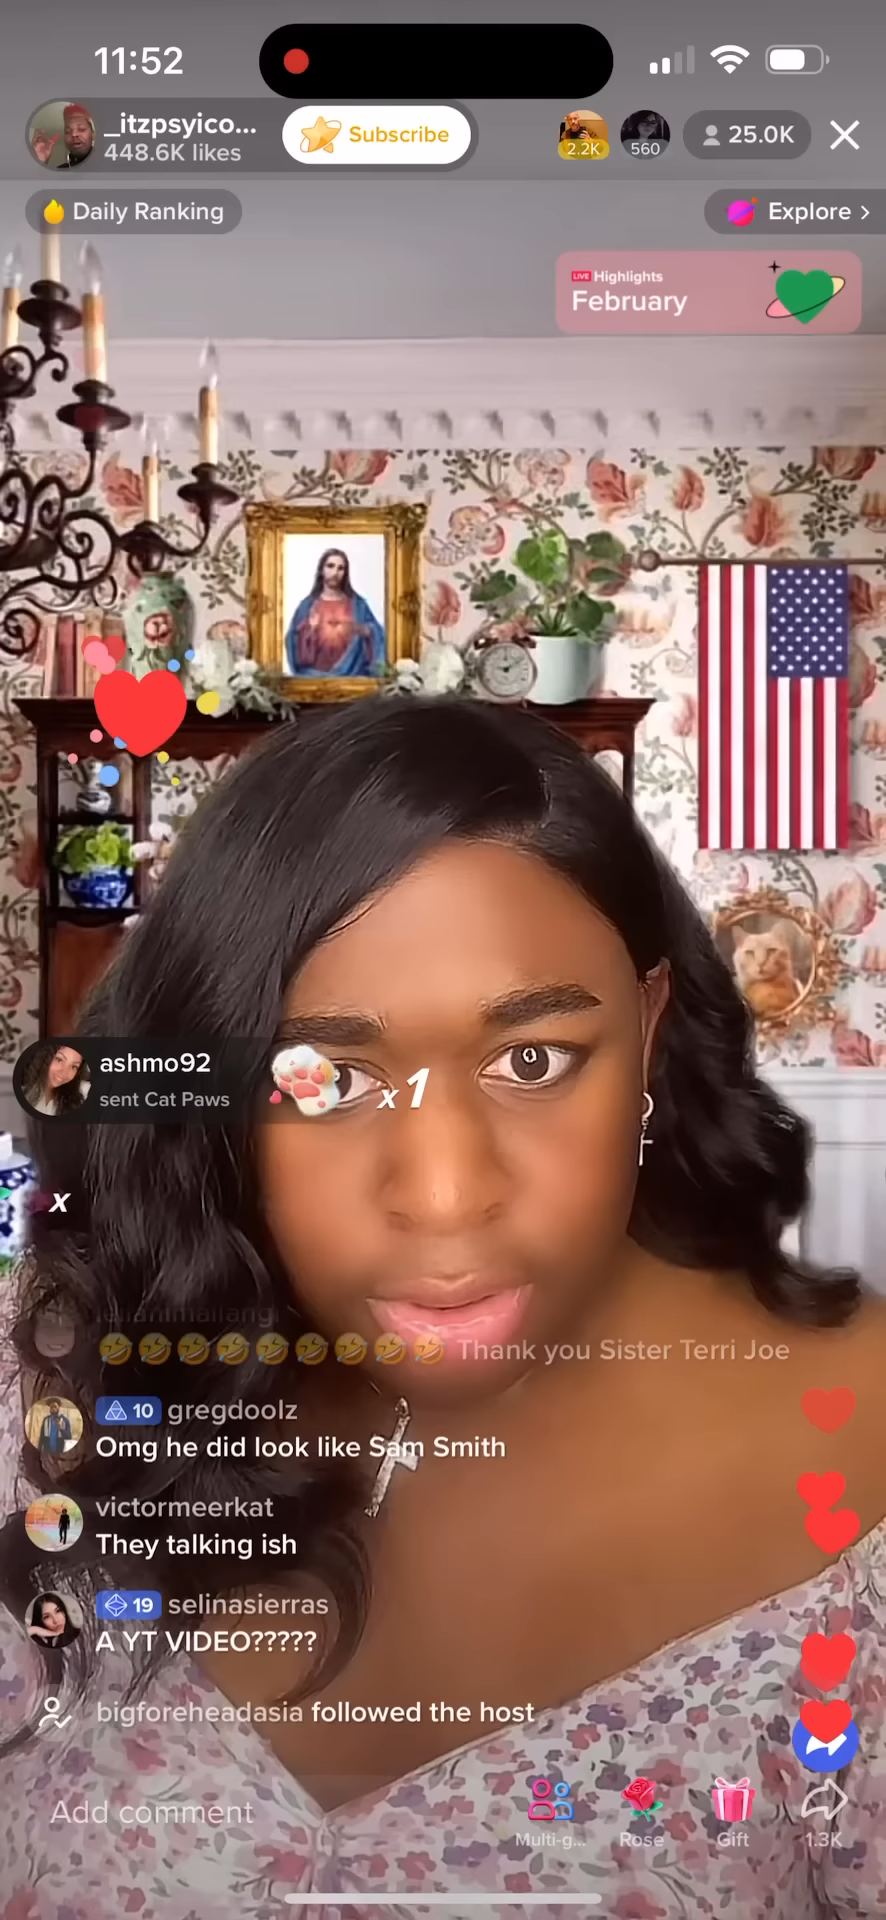 11:52
_itzpsyico...
448.6K likes
Subscribe
2.2K
560
25.0K
Daily Ranking
Explore >
LIVE Highlights
February
ashmo92
sent Cat Paws
x1
x
🤣🤣🤣🤣🤣🤣🤣🤣🤣 Thank you Sister Terri Joe
10 gregdoolz
Omg he did look like Sam Smith
victormeerkat
They talking ish
19 selinasierras
A YT VIDEO?????
bigforeheadasia followed the host
Add comment
Multi-g...
Rose
Gift
1.3K